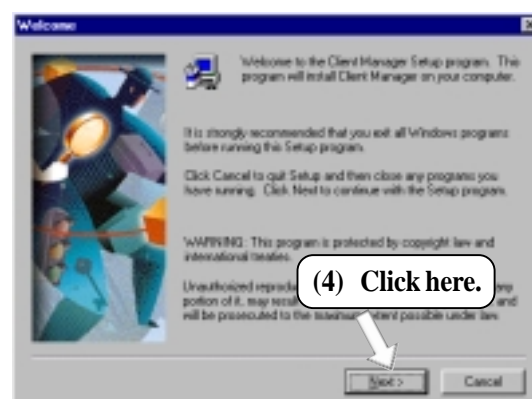 Welcome
Welcome to the Client Manager Setup program. This
program will install Client Manager on your computer.
It is strongly recommended that you exit all Windows programs
before running this Setup program.
Click Cancel to quit Setup and then close any programs you
have running. Click Next to continue with the Setup program.
WARNING: This program is protected by copyright law and
international treaties.
Unauthorized any
portion of it, may and
will be prosecuted to the maximum extent possible under law.
(4) Click here.
Next >
Cancel